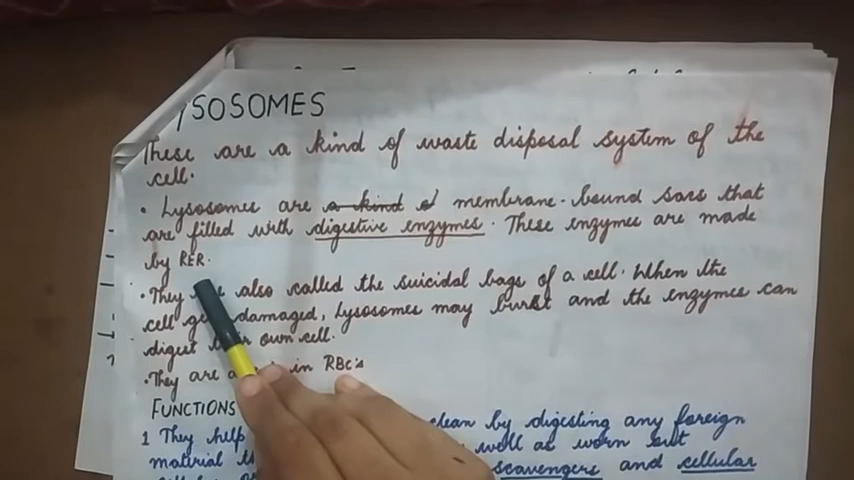 YSOSOMES
These are a kind of waste disposal system of the
cell.
• Lysosomes are a kind of membrane-bound sacs that
are filled with digestive enzymes. These enzymes are made
by RER.
• They also called the suicidal bags of a cell. When the
cell damaged, Lysosomes may burst and the enzymes can
digest own cell.
• They are in RBC's
FUNCTIONS
1 They help clean by digesting any foreign
material well as worn out
scavengers and cellular